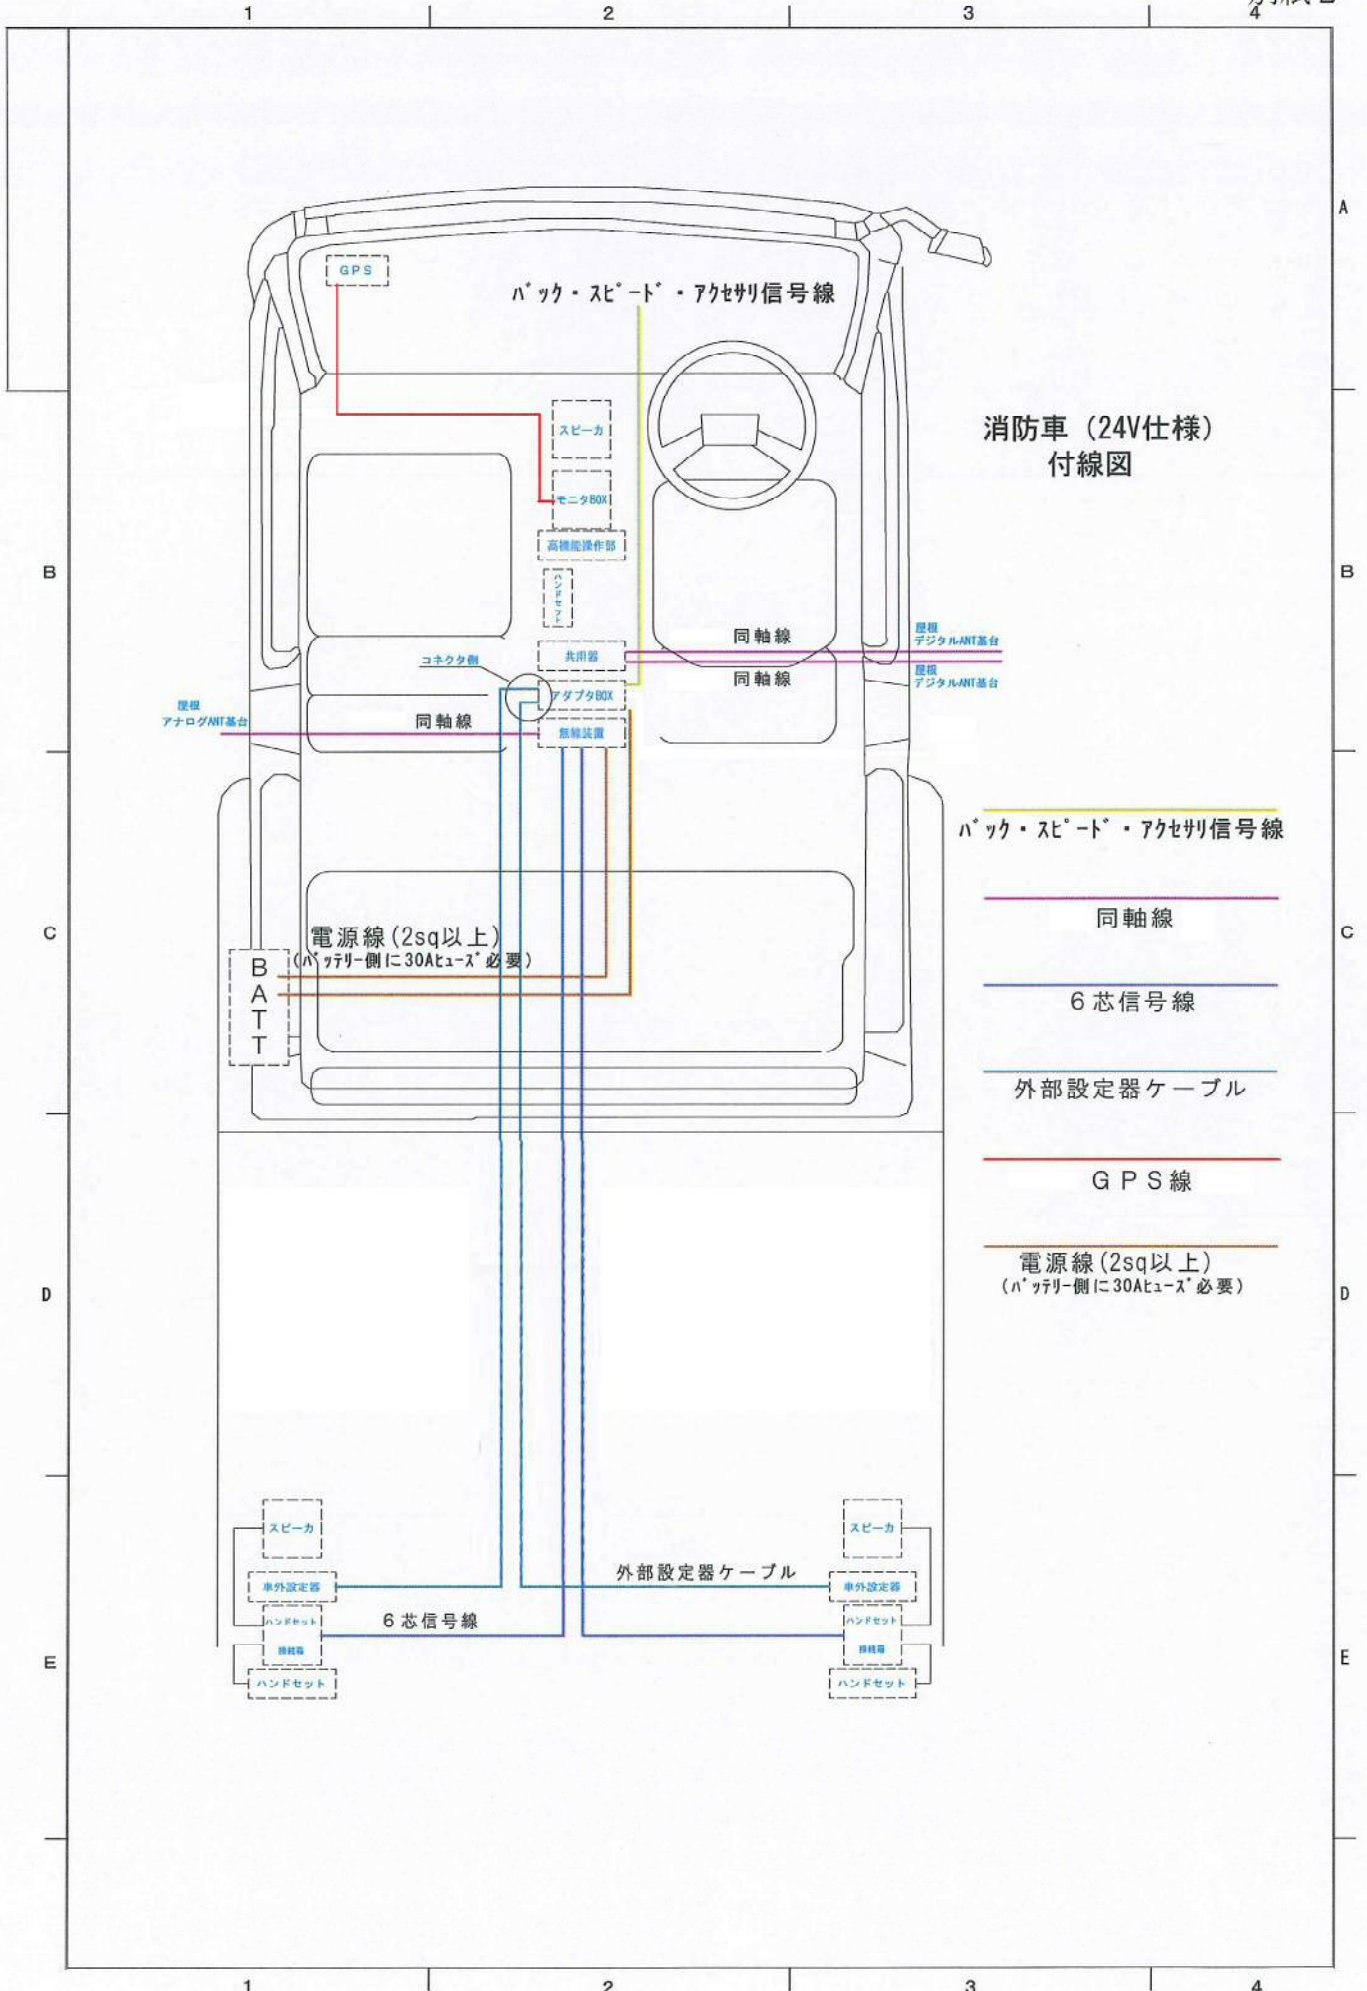 1
2
3
4
A
GPS
ﾊﾞｯｸ・ｽﾋﾟｰﾄﾞ・ｱｸｾｻﾘ信号線
スピーカ
消防車（24V仕様）
付線図
モニタBOX
高機能操作部
B
B
ハンドセット
同軸線
屋根
デジタルANT基台
共用器
コネクタ側
同軸線
屋根
デジタルANT基台
アダプタBOX
屋根
アナログANT基台
同軸線
無線装置
ﾊﾞｯｸ・ｽﾋﾟｰﾄﾞ・ｱｸｾｻﾘ信号線
同軸線
C
C
電源線(2sq以上)
(ﾊﾞｯﾃﾘｰ側に30Aﾋｭｰｽﾞ必要)
BATT
6芯信号線
外部設定器ケーブル
GPS線
電源線(2sq以上)
(ﾊﾞｯﾃﾘｰ側に30Aﾋｭｰｽﾞ必要)
D
D
スピーカ
スピーカ
外部設定器ケーブル
車外設定器
車外設定器
6芯信号線
ハンドセット
接続箱
ハンドセット
接続箱
E
E
ハンドセット
ハンドセット
1
2
3
4